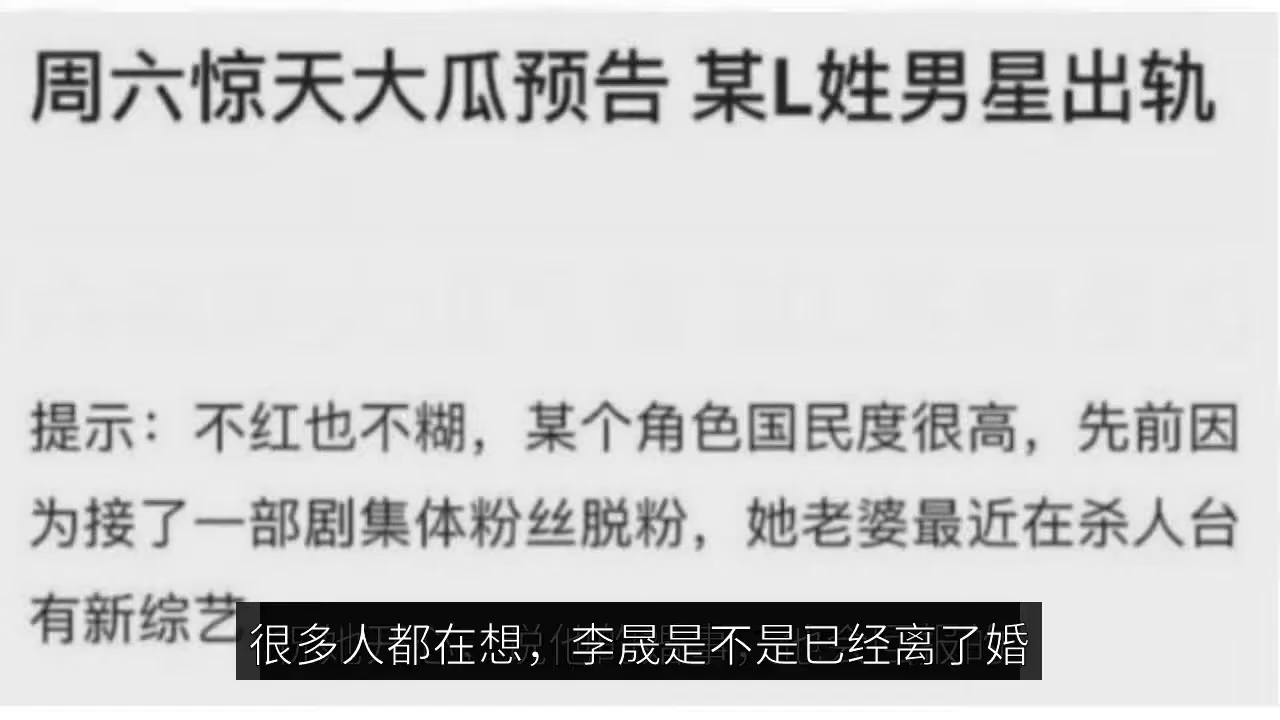 周六惊天大瓜预告 某L姓男星出轨
提示：不红也不糊，某个角色国民度很高，先前因
为接了一部剧集体粉丝脱粉，她老婆最近在杀人台
有新综艺
很多人都在想，李晟是不是已经离了婚